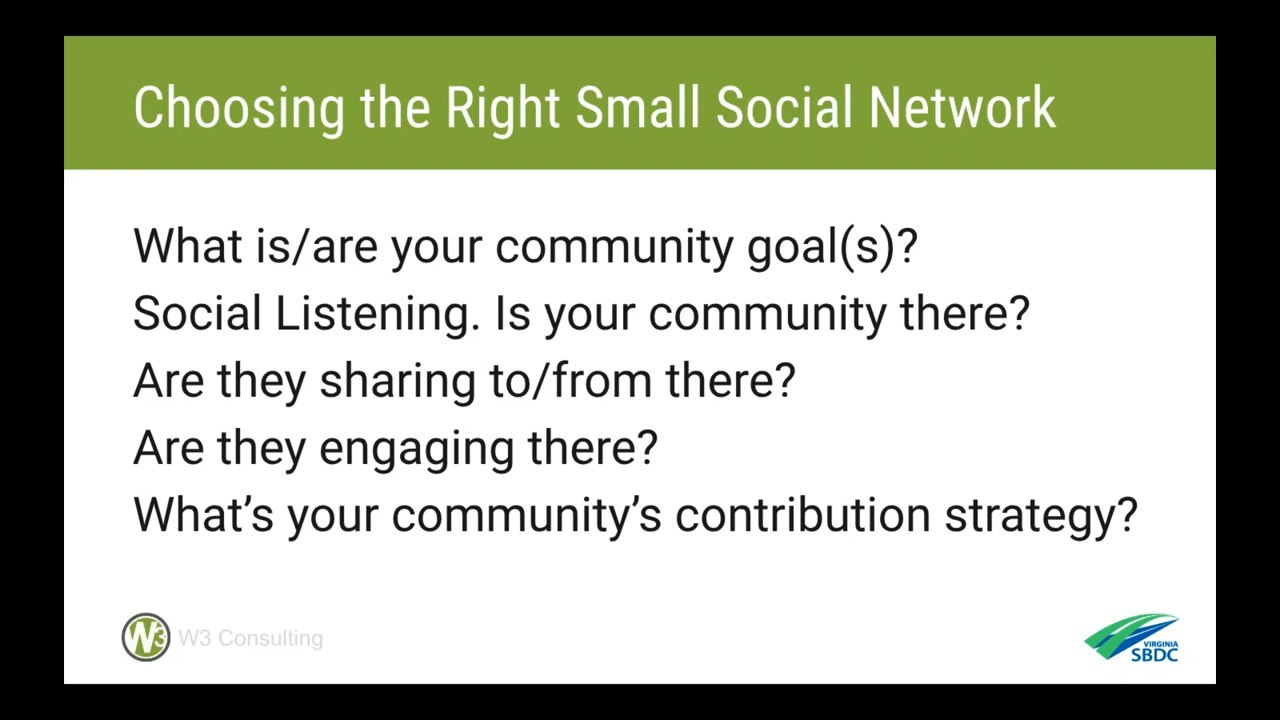 Choosing the Right Small Social Network
What is/are your community goal(s)?
Social Listening. Is your community there?
Are they sharing to/from there?
Are they engaging there?
What’s your community’s contribution strategy?
W3 W3 Consulting
VIRGINIA
SBDC